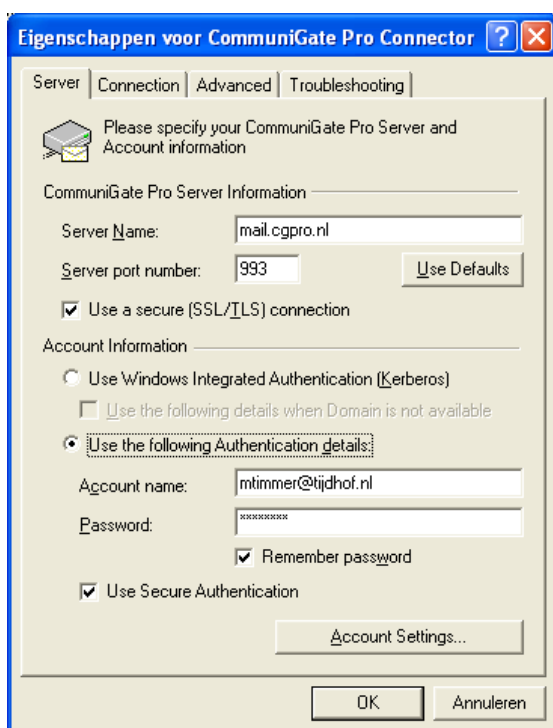 Eigenschappen voor CommuniGate Pro Connector
Server Connection Advanced Troubleshooting
Please specify your CommuniGate Pro Server and
Account information
CommuniGate Pro Server Information
Server Name: mail.cgpro.nl
Server port number: 993 Use Defaults
Use a secure (SSL/TLS) connection
Account Information
Use Windows Integrated Authentication (Kerberos)
Use the following details when Domain is not available
Use the following Authentication details:
Account name: mtimmer@tijdhof.nl
Password: ********
Remember password
Use Secure Authentication
Account Settings...
OK Annuleren